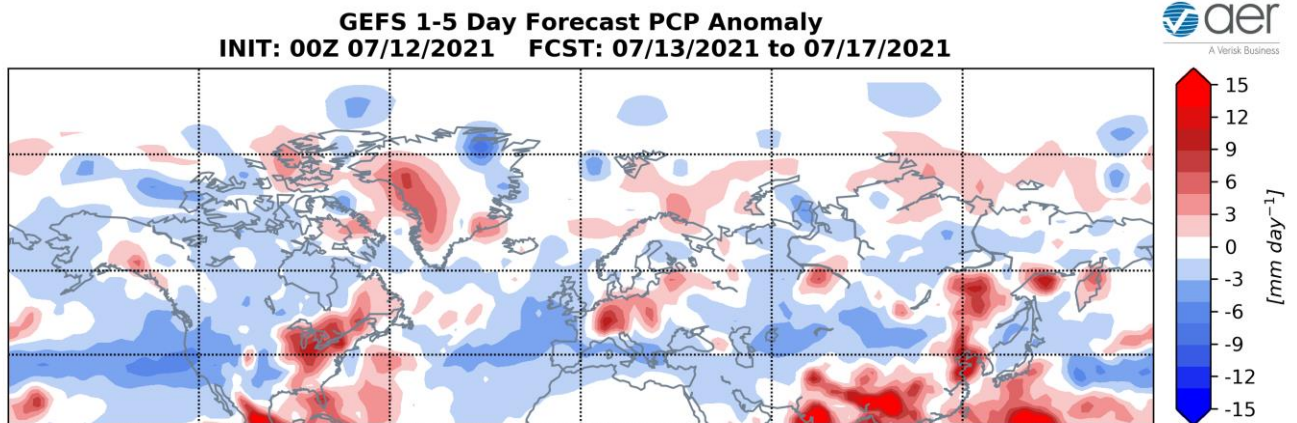 GEFS 1-5 Day Forecast PCP Anomaly
INIT: 00Z 07/12/2021 FCST: 07/13/2021 to 07/17/2021
aer
A Verisk Business
15
12
9
6
3
0
-3
-6
-9
-12
-15
[mm day⁻¹]